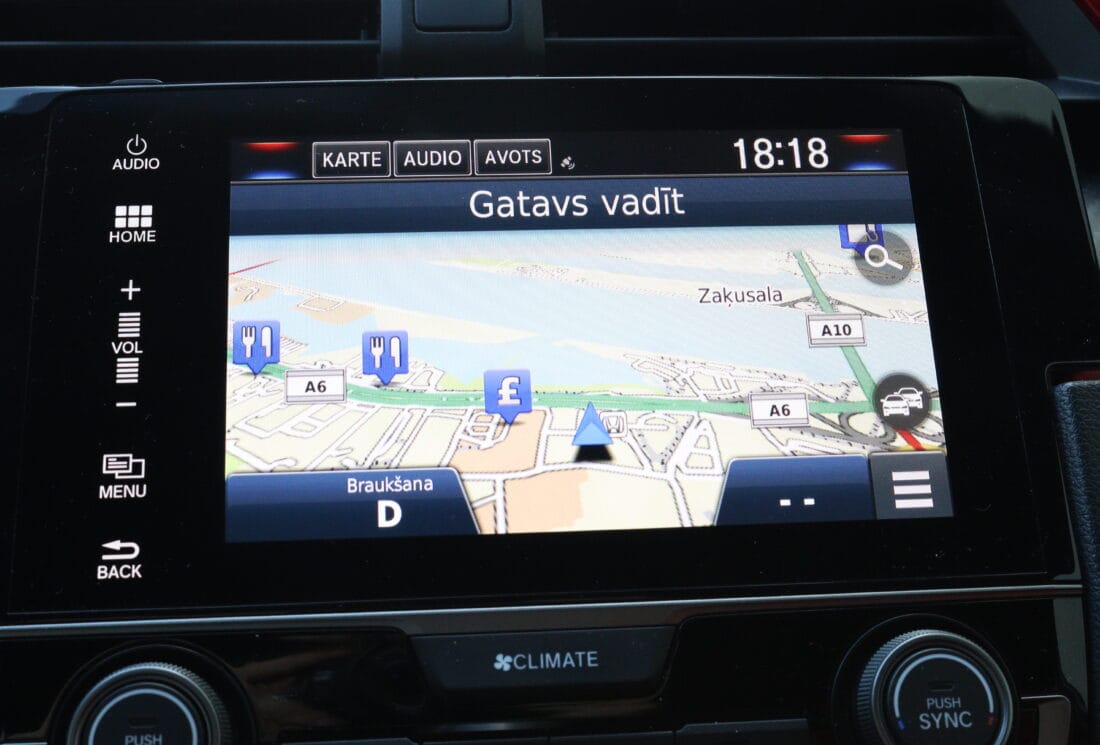 AUDIO
HOME
VOL
MENU
BACK
KARTE AUDIO AVOTS 18:18
Gatavs vadīt
Zaķusala
A10
A6
£
A6
Braukšana
D
- -
CLIMATE
PUSH
PUSH
SYNC